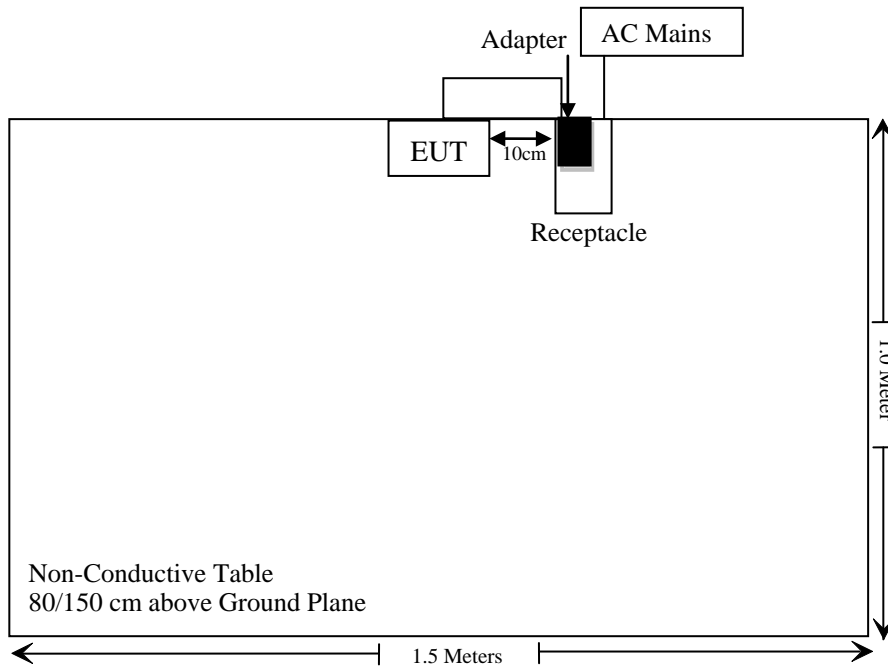 Adapter
AC Mains
EUT
10cm
Receptacle
1.0 Meter
Non-Conductive Table
80/150 cm above Ground Plane
1.5 Meters